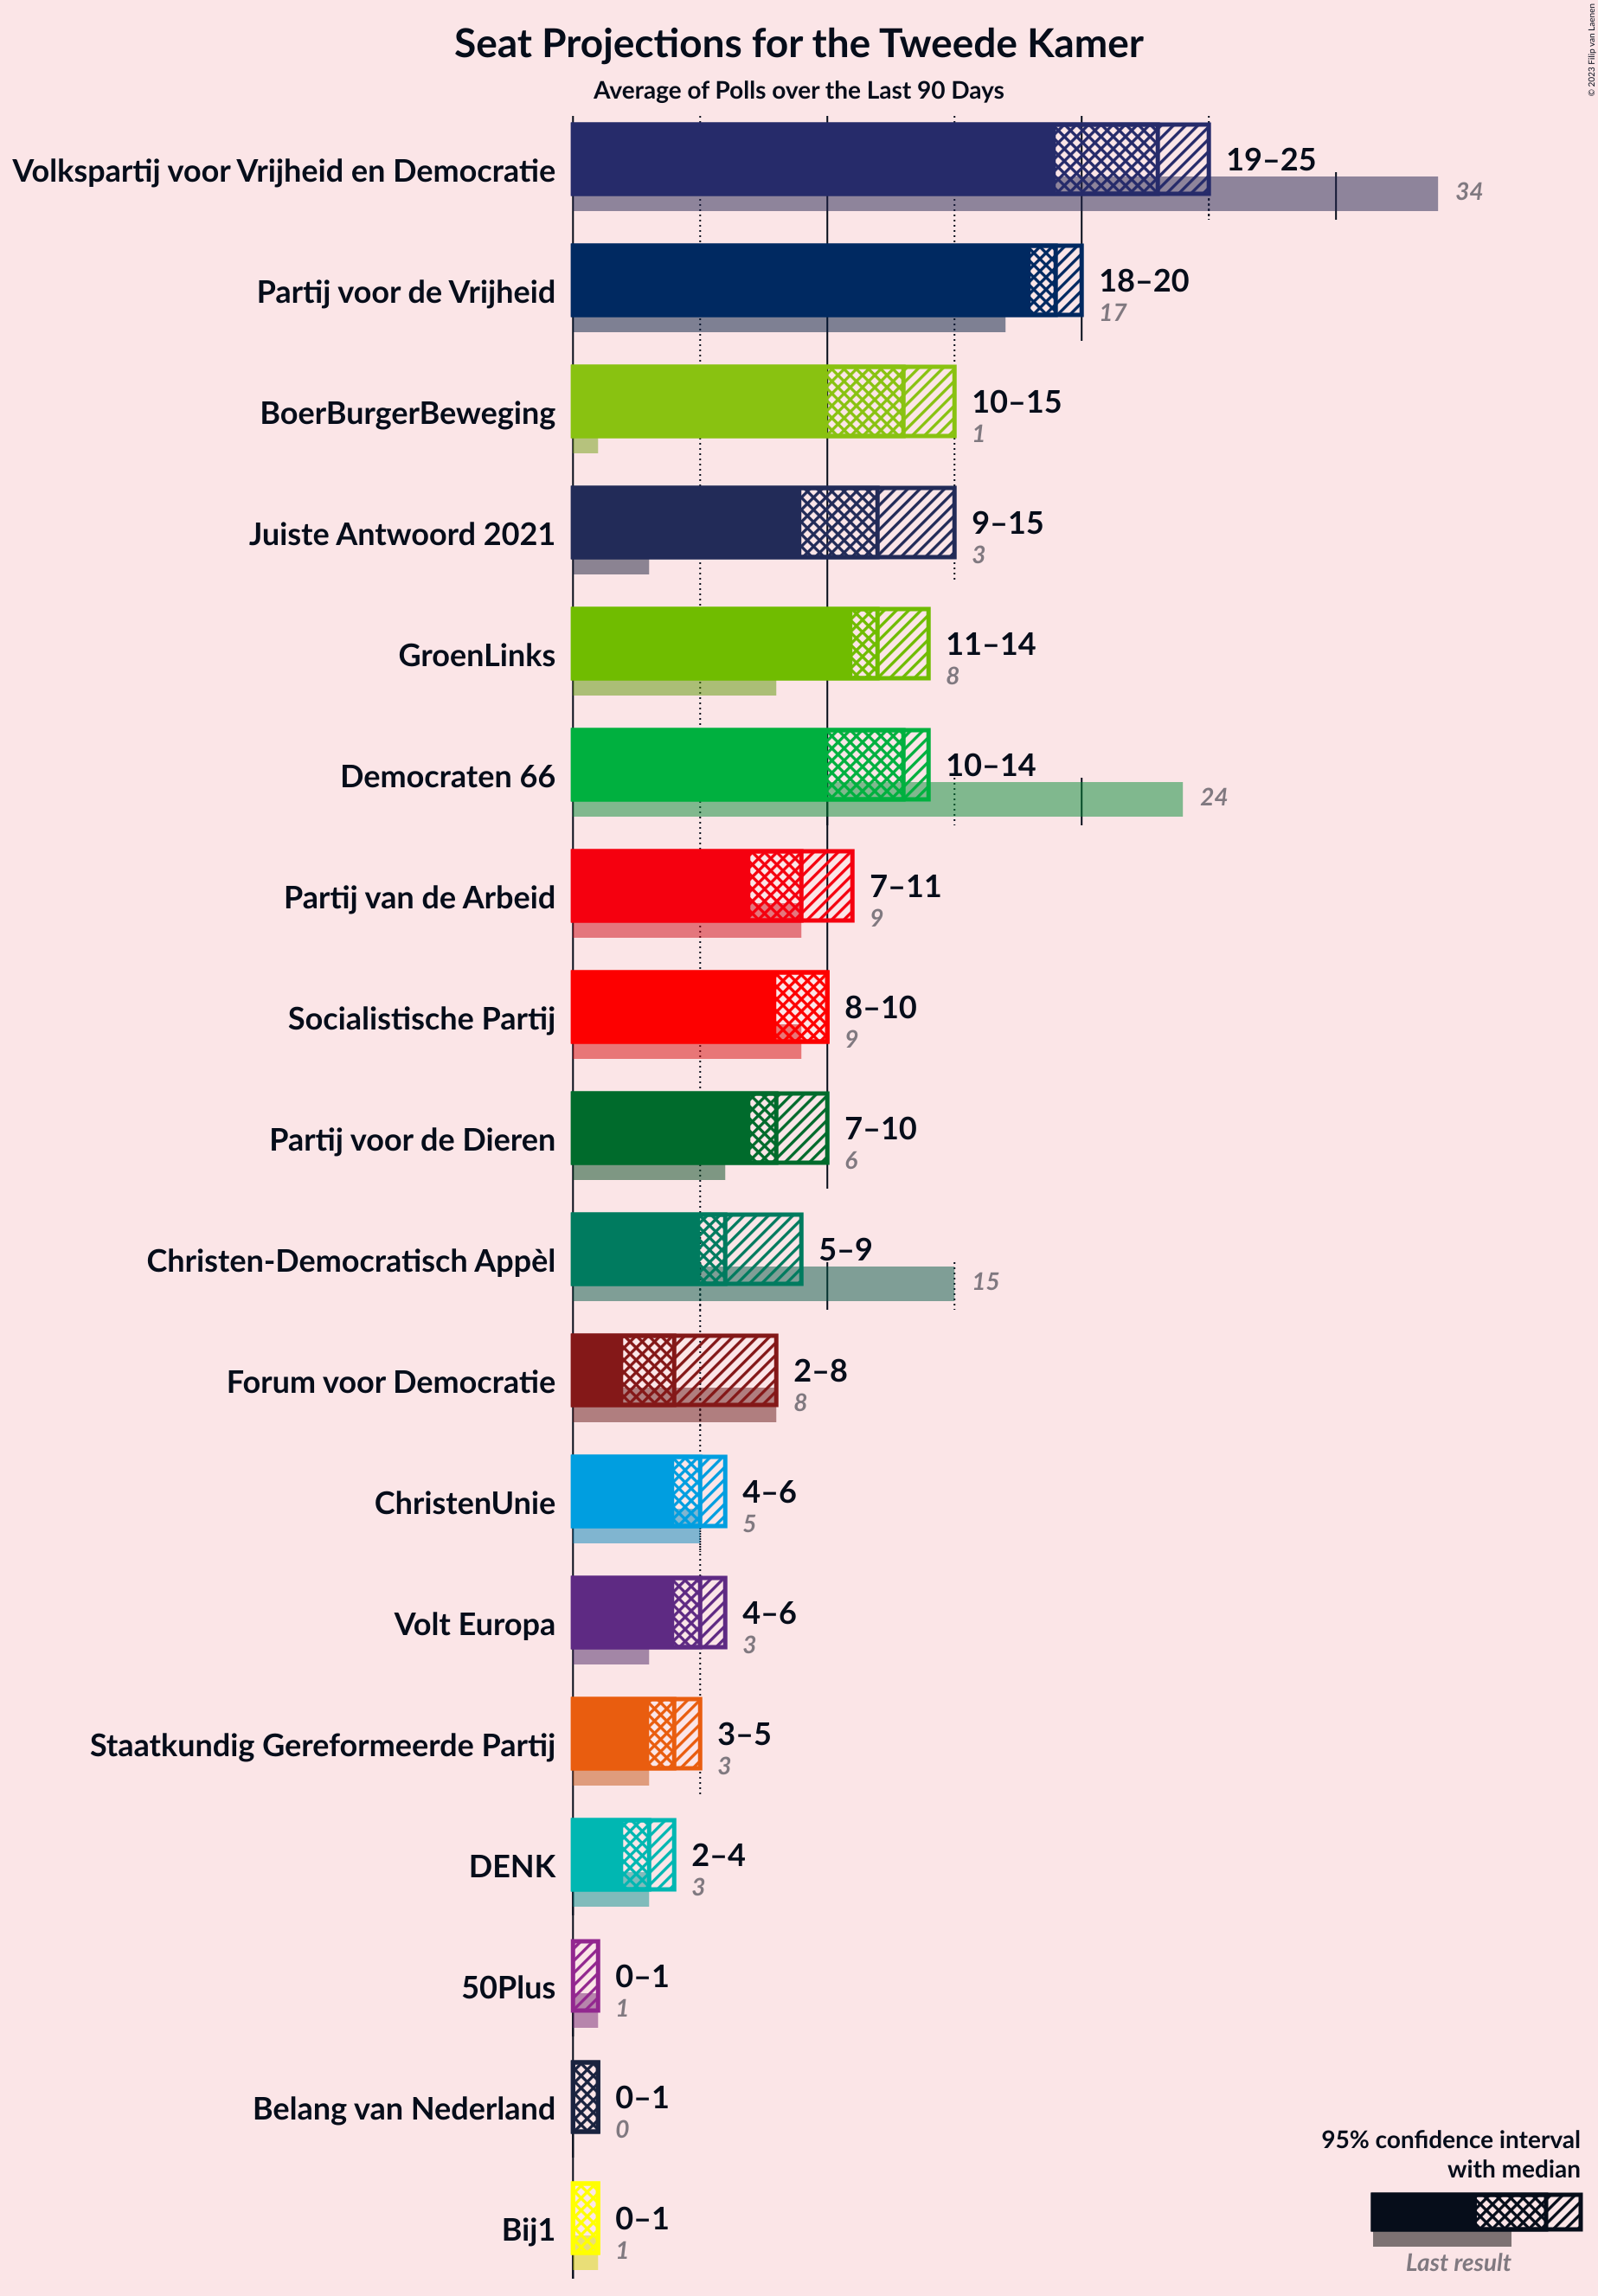 Seat Projections for the Tweede Kamer
Average of Polls over the Last 90 Days
© 2023 Filip van Laenen
Volkspartij voor Vrijheid en Democratie
19–25
34
Partij voor de Vrijheid
18–20
17
BoerBurgerBeweging
10–15
1
Juiste Antwoord 2021
9–15
3
GroenLinks
11–14
8
Democraten 66
10–14
24
Partij van de Arbeid
7–11
9
Socialistische Partij
8–10
9
Partij voor de Dieren
7–10
6
Christen-Democratisch Appèl
5–9
15
Forum voor Democratie
2–8
8
ChristenUnie
4–6
5
Volt Europa
4–6
3
Staatkundig Gereformeerde Partij
3–5
3
DENK
2–4
3
50Plus
0–1
1
Belang van Nederland
0–1
0
Bij1
0–1
1
95% confidence interval
with median
Last result